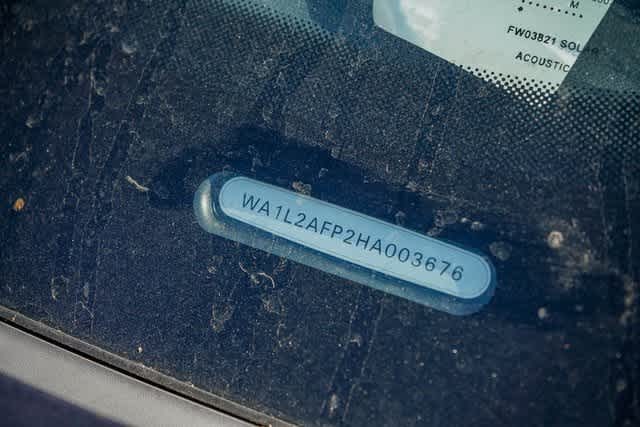 M
FW03B21 SOLAR
ACOUSTIC
WA1L2AFP2HA003676